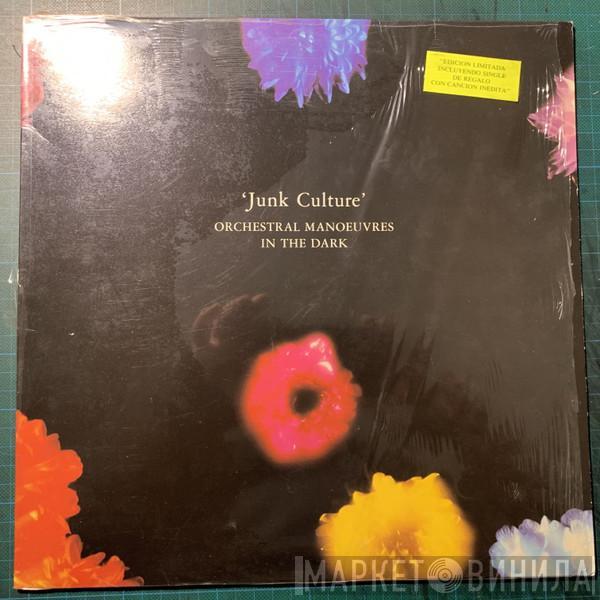 "EDICION LIMITADA
INCLUYENDO SINGLE
DE REGALO
CON CANCION INEDITA"
'Junk Culture'
ORCHESTRAL MANOEUVRES
IN THE DARK
МАРКЕТ ВИНИЛА